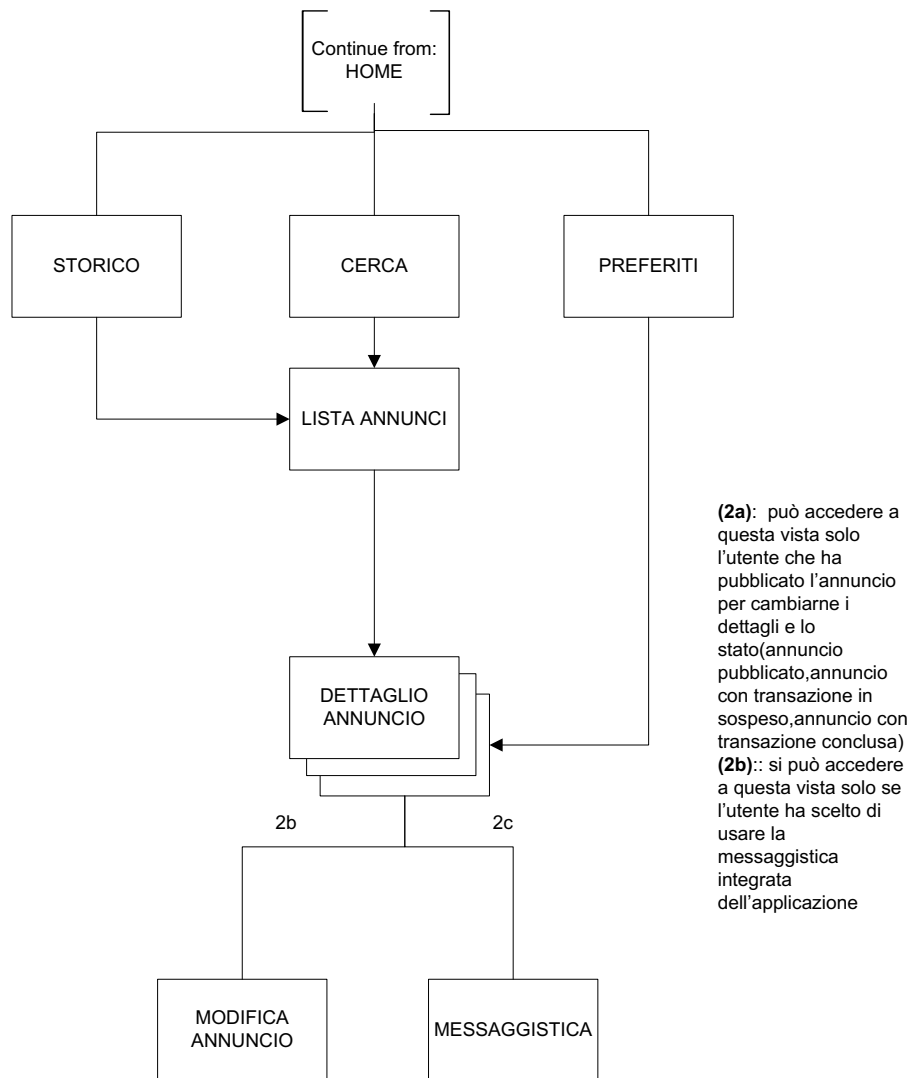 Continue from:
HOME
STORICO
CERCA
PREFERITI
LISTA ANNUNCI
(2a):  può accedere a
questa vista solo
l’utente che ha
pubblicato l’annuncio
per cambiarne i
dettagli e lo
stato(annuncio
pubblicato,annuncio
con transazione in
sospeso,annuncio con
transazione conclusa)
(2b):: si può accedere
a questa vista solo se
l’utente ha scelto di
usare la
messaggistica
integrata
dell’applicazione
DETTAGLIO
ANNUNCIO
2b
2c
MODIFICA
ANNUNCIO
MESSAGGISTICA